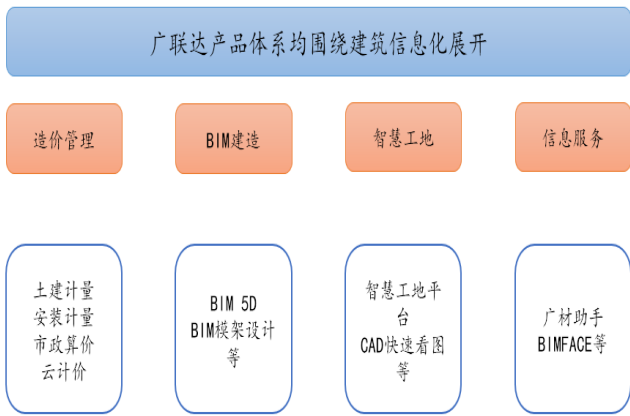 广联达产品体系均围绕建筑信息化展开
造价管理
BIM建造
智慧工地
信息服务
土建计量
安装计量
市政算价
云计价
BIM 5D
BIM模架设计
等
智慧工地平
台
CAD快速看图
等
广材助手
BIMFACE等